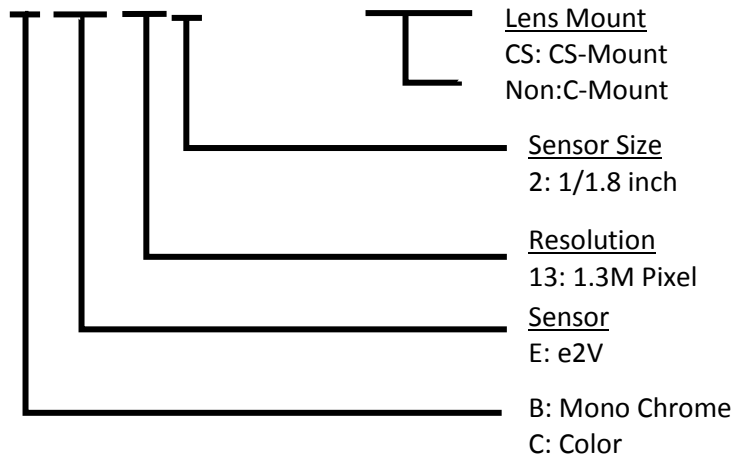 Lens Mount
CS: CS-Mount
Non:C-Mount
Sensor Size
2: 1/1.8 inch
Resolution
13: 1.3M Pixel
Sensor
E: e2V
B: Mono Chrome
C: Color